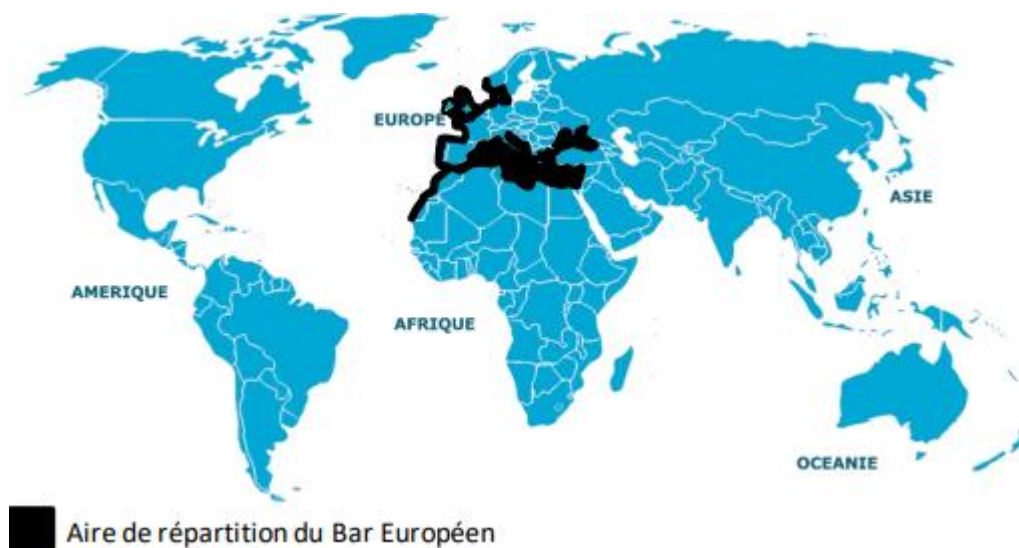 EUROPE
ASIE
AMERIQUE
AFRIQUE
OCEANIE
Aire de répartition du Bar Européen